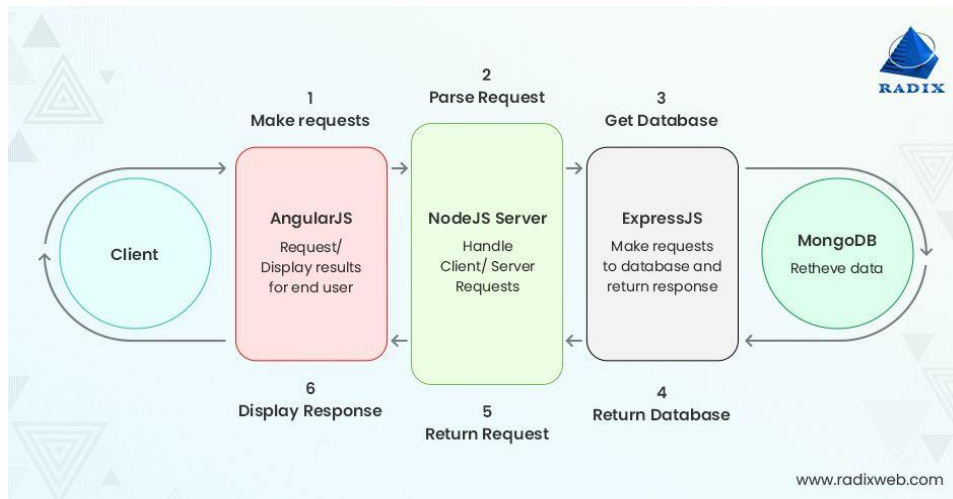 RADIX
1
Make requests
2
Parse Request
3
Get Database
Client
AngularJS
Request/
Display results
for end user
NodeJS Server
Handle
Client/ Server
Requests
ExpressJS
Make requests
to database and
return response
MongoDB
Retheve data
6
Display Response
5
Return Request
4
Return Database
www.radixweb.com